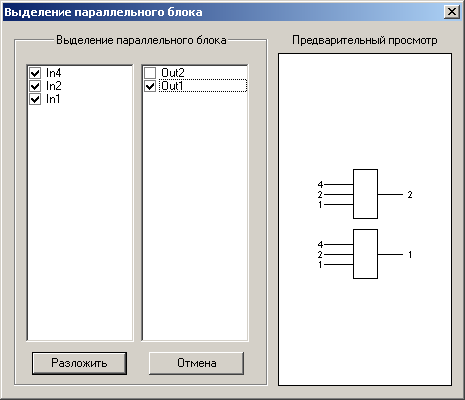 Выделение параллельного блока
Выделение параллельного блока
Предварительный просмотр
In4
In2
In1
Out2
Out1
4
2
1
2
4
2
1
1
Разложить
Отмена